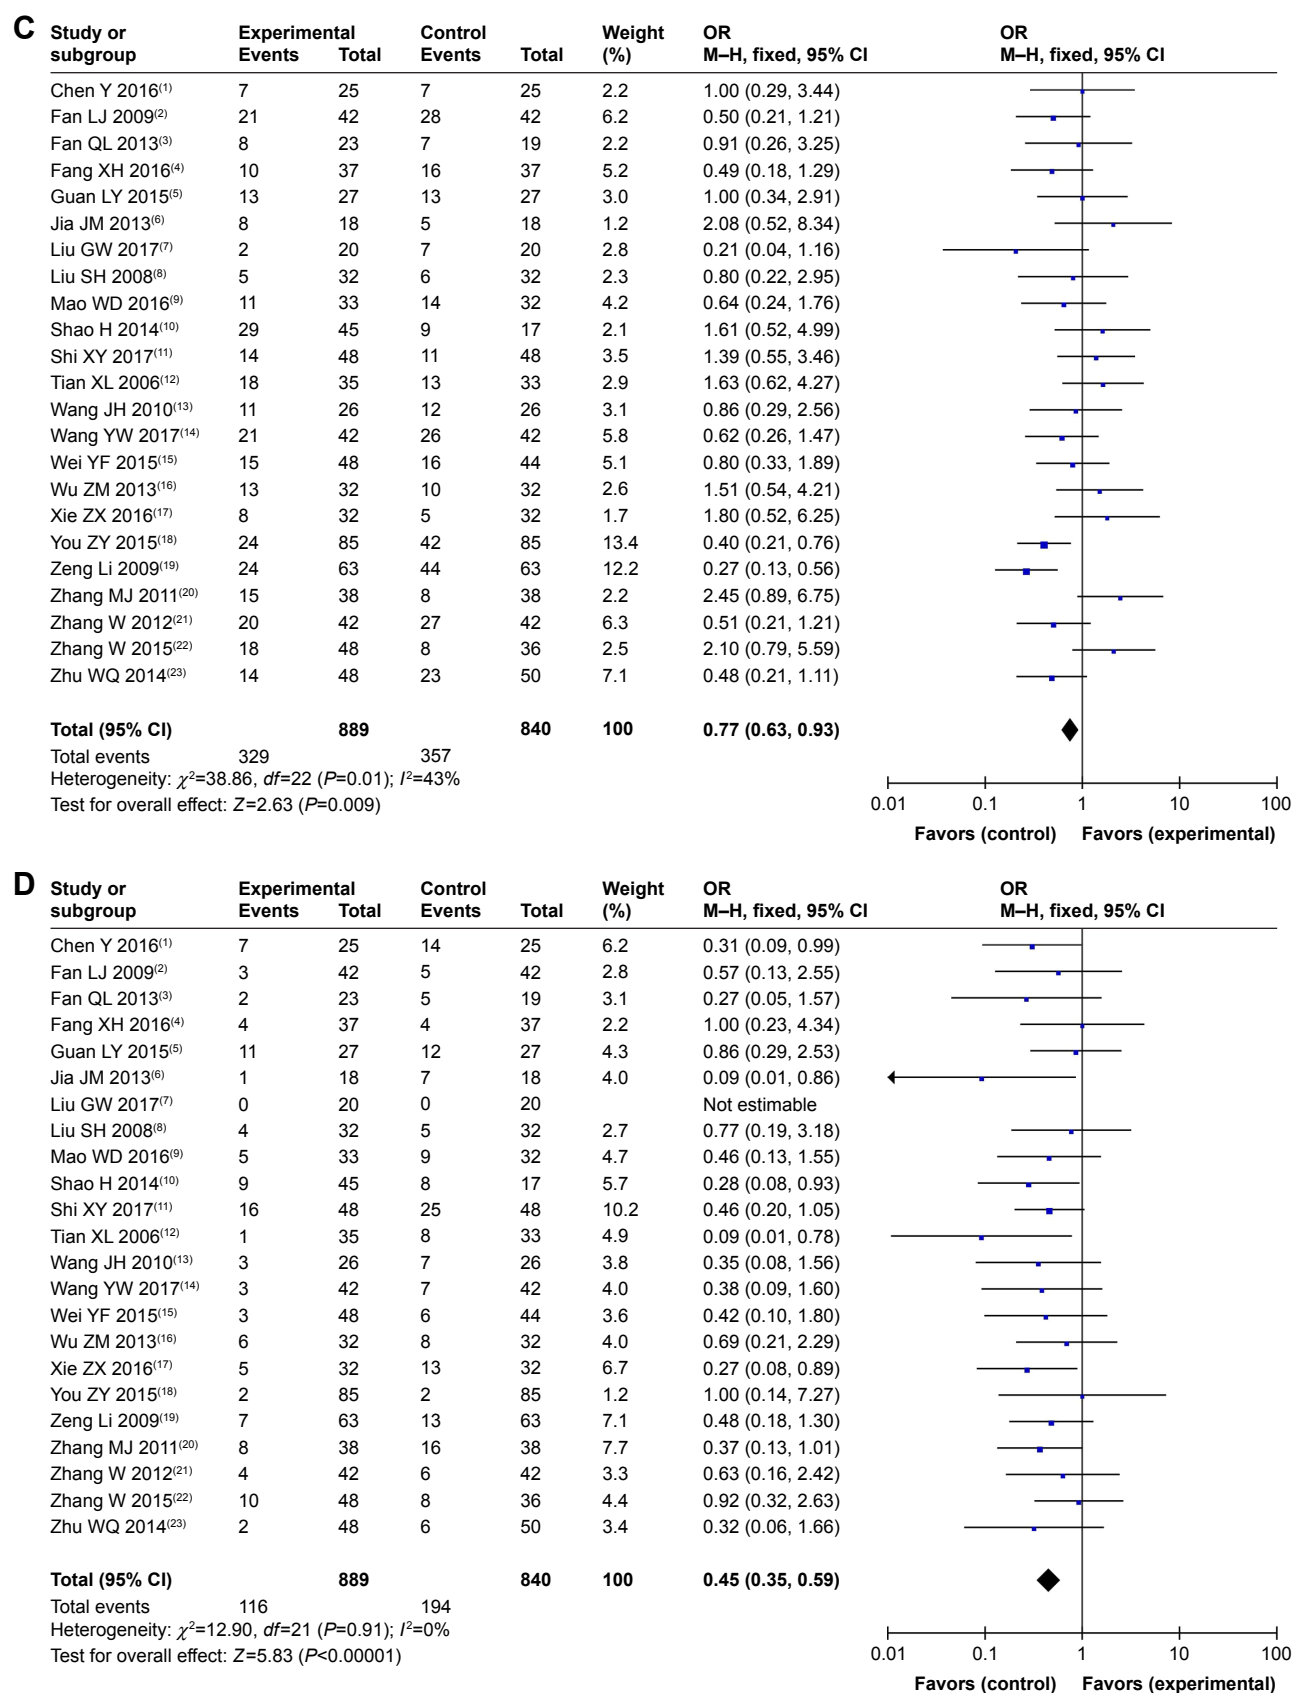 C Study or subgroup Experimental Events Total Control Events Total Weight (%) OR M–H, fixed, 95% CI OR M–H, fixed, 95% CI
Chen Y 2016(1) 7 25 7 25 2.2 1.00 (0.29, 3.44)
Fan LJ 2009(2) 21 42 28 42 6.2 0.50 (0.21, 1.21)
Fan QL 2013(3) 8 23 7 19 2.2 0.91 (0.26, 3.25)
Fang XH 2016(4) 10 37 16 37 5.2 0.49 (0.18, 1.29)
Guan LY 2015(5) 13 27 13 27 3.0 1.00 (0.34, 2.91)
Jia JM 2013(6) 8 18 5 18 1.2 2.08 (0.52, 8.34)
Liu GW 2017(7) 2 20 7 20 2.8 0.21 (0.04, 1.16)
Liu SH 2008(8) 5 32 6 32 2.3 0.80 (0.22, 2.95)
Mao WD 2016(9) 11 33 14 32 4.2 0.64 (0.24, 1.76)
Shao H 2014(10) 29 45 9 17 2.1 1.61 (0.52, 4.99)
Shi XY 2017(11) 14 48 11 48 3.5 1.39 (0.55, 3.46)
Tian XL 2006(12) 18 35 13 33 2.9 1.63 (0.62, 4.27)
Wang JH 2010(13) 11 26 12 26 3.1 0.86 (0.29, 2.56)
Wang YW 2017(14) 21 42 26 42 5.8 0.62 (0.26, 1.47)
Wei YF 2015(15) 15 48 16 44 5.1 0.80 (0.33, 1.89)
Wu ZM 2013(16) 13 32 10 32 2.6 1.51 (0.54, 4.21)
Xie ZX 2016(17) 8 32 5 32 1.7 1.80 (0.52, 6.25)
You ZY 2015(18) 24 85 42 85 13.4 0.40 (0.21, 0.76)
Zeng Li 2009(19) 24 63 44 63 12.2 0.27 (0.13, 0.56)
Zhang MJ 2011(20) 15 38 8 38 2.2 2.45 (0.89, 6.75)
Zhang W 2012(21) 20 42 27 42 6.3 0.51 (0.21, 1.21)
Zhang W 2015(22) 18 48 8 36 2.5 2.10 (0.79, 5.59)
Zhu WQ 2014(23) 14 48 23 50 7.1 0.48 (0.21, 1.11)
Total (95% CI) 889 840 100 0.77 (0.63, 0.93)
Total events 329 357
Heterogeneity: χ²=38.86, df=22 (P=0.01); I²=43%
Test for overall effect: Z=2.63 (P=0.009)
0.01 0.1 1 10 100
Favors (control) Favors (experimental)
D Study or subgroup Experimental Events Total Control Events Total Weight (%) OR M–H, fixed, 95% CI OR M–H, fixed, 95% CI
Chen Y 2016(1) 7 25 14 25 6.2 0.31 (0.09, 0.99)
Fan LJ 2009(2) 3 42 5 42 2.8 0.57 (0.13, 2.55)
Fan QL 2013(3) 2 23 5 19 3.1 0.27 (0.05, 1.57)
Fang XH 2016(4) 4 37 4 37 2.2 1.00 (0.23, 4.34)
Guan LY 2015(5) 11 27 12 27 4.3 0.86 (0.29, 2.53)
Jia JM 2013(6) 1 18 7 18 4.0 0.09 (0.01, 0.86)
Liu GW 2017(7) 0 20 0 20 Not estimable
Liu SH 2008(8) 4 32 5 32 2.7 0.77 (0.19, 3.18)
Mao WD 2016(9) 5 33 9 32 4.7 0.46 (0.13, 1.55)
Shao H 2014(10) 9 45 8 17 5.7 0.28 (0.08, 0.93)
Shi XY 2017(11) 16 48 25 48 10.2 0.46 (0.20, 1.05)
Tian XL 2006(12) 1 35 8 33 4.9 0.09 (0.01, 0.78)
Wang JH 2010(13) 3 26 7 26 3.8 0.35 (0.08, 1.56)
Wang YW 2017(14) 3 42 7 42 4.0 0.38 (0.09, 1.60)
Wei YF 2015(15) 3 48 6 44 3.6 0.42 (0.10, 1.80)
Wu ZM 2013(16) 6 32 8 32 4.0 0.69 (0.21, 2.29)
Xie ZX 2016(17) 5 32 13 32 6.7 0.27 (0.08, 0.89)
You ZY 2015(18) 2 85 2 85 1.2 1.00 (0.14, 7.27)
Zeng Li 2009(19) 7 63 13 63 7.1 0.48 (0.18, 1.30)
Zhang MJ 2011(20) 8 38 16 38 7.7 0.37 (0.13, 1.01)
Zhang W 2012(21) 4 42 6 42 3.3 0.63 (0.16, 2.42)
Zhang W 2015(22) 10 48 8 36 4.4 0.92 (0.32, 2.63)
Zhu WQ 2014(23) 2 48 6 50 3.4 0.32 (0.06, 1.66)
Total (95% CI) 889 840 100 0.45 (0.35, 0.59)
Total events 116 194
Heterogeneity: χ²=12.90, df=21 (P=0.91); I²=0%
Test for overall effect: Z=5.83 (P<0.00001)
0.01 0.1 1 10 100
Favors (control) Favors (experimental)